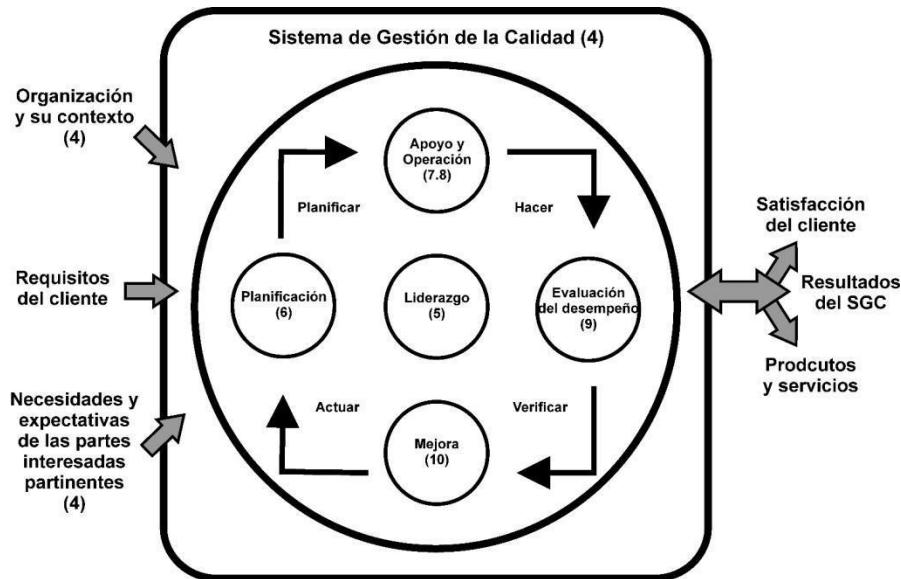 Sistema de Gestión de la Calidad (4)
Organización
y su contexto
(4)
Requisitos
del cliente
Necesidades y
expectativas
de las partes
interesadas
partinentes
(4)
Apoyo y
Operación
(7.8)
Planificar
Hacer
Planificación
(6)
Liderazgo
(5)
Evaluación
del desempeño
(9)
Actuar
Verificar
Mejora
(10)
Satisfacción
del cliente
Resultados
del SGC
Prodcutos
y servicios